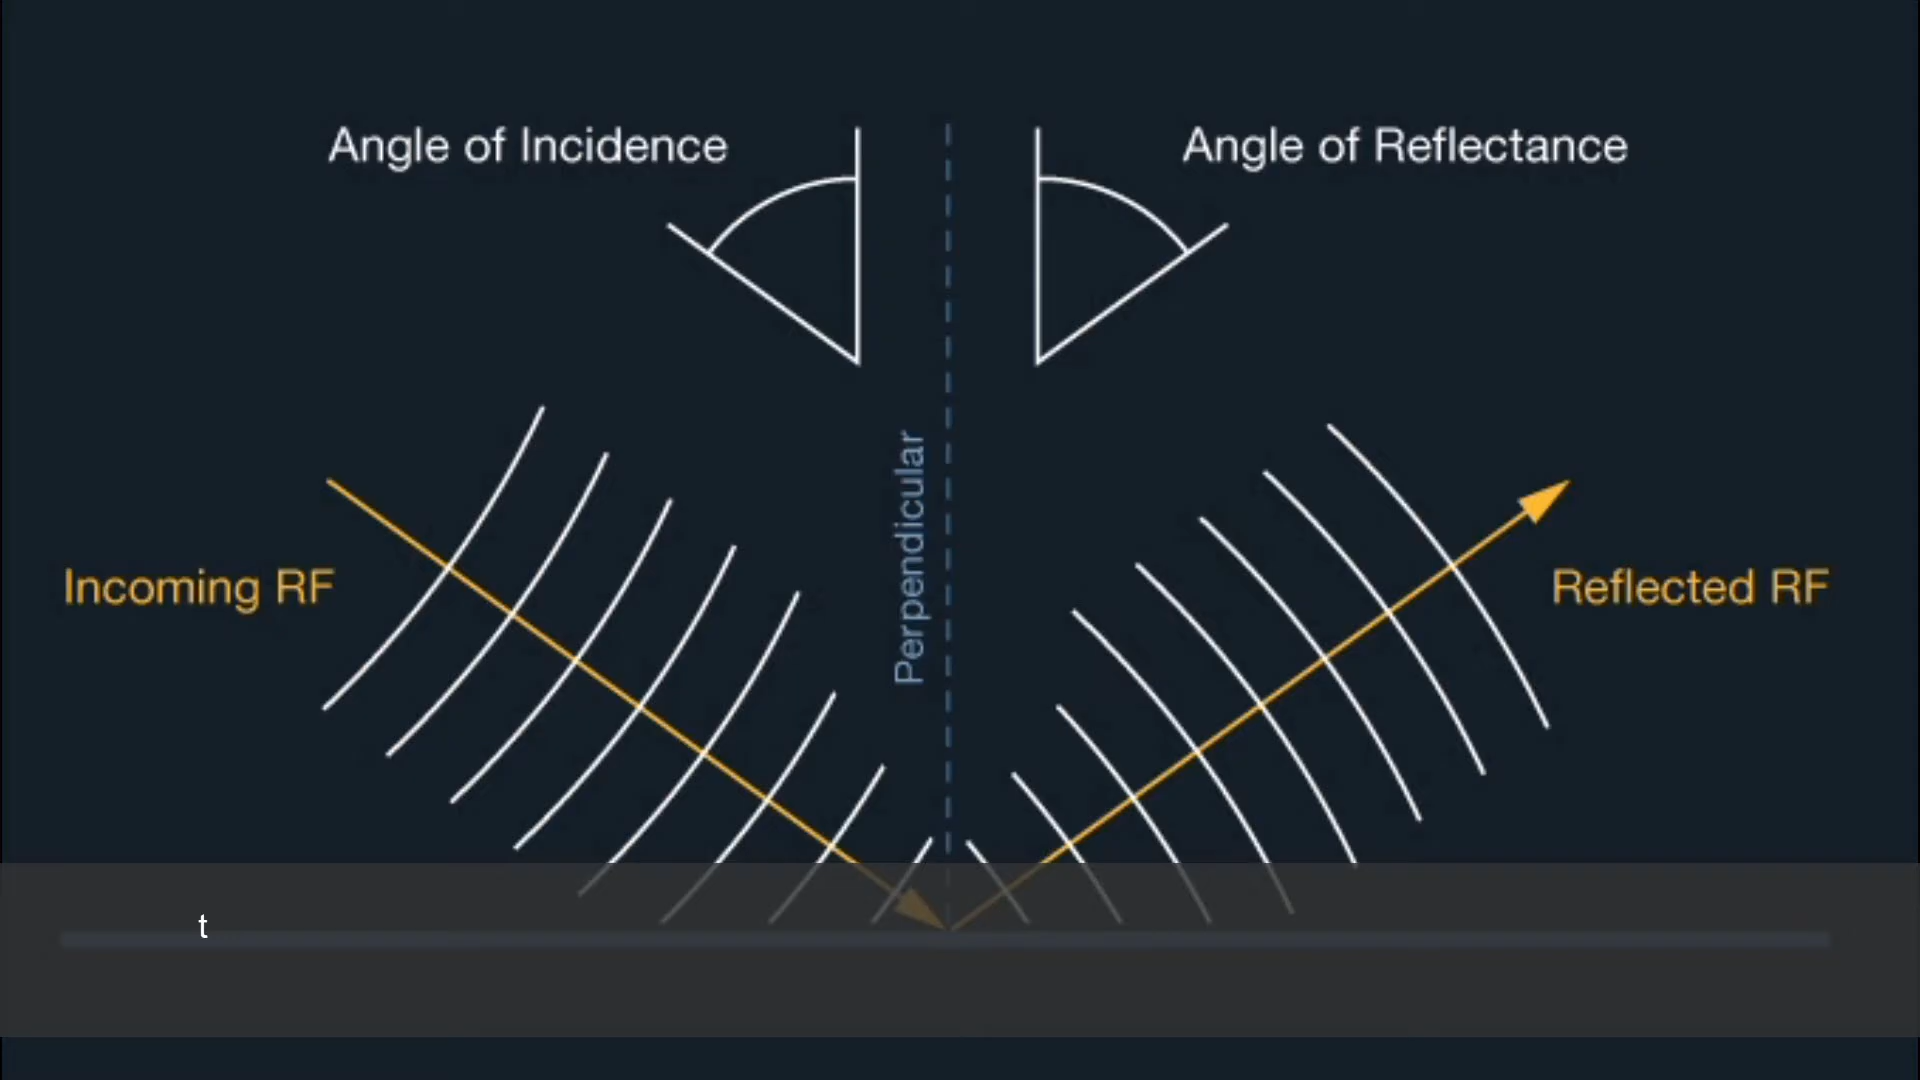 Angle of Incidence
Angle of Reflectance
Perpendicular
Incoming RF
Reflected RF
t